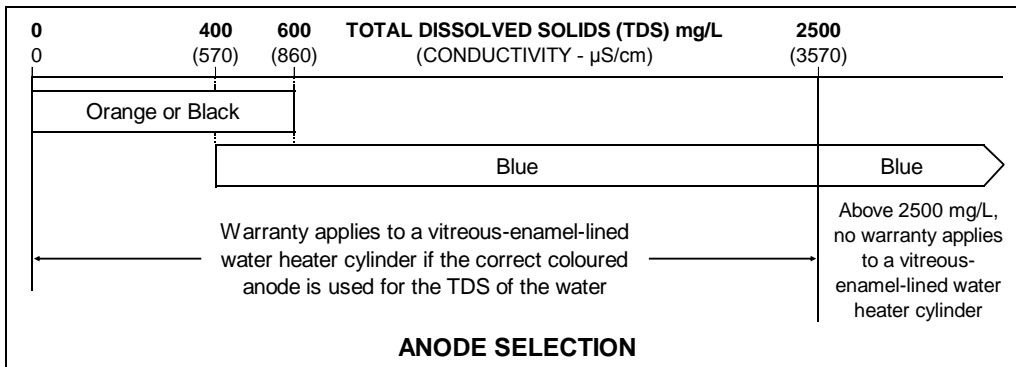 0 400 600 TOTAL DISSOLVED SOLIDS (TDS) mg/L 2500
0 (570) (860) (CONDUCTIVITY - µS/cm) (3570)
Orange or Black
Blue Blue
Warranty applies to a vitreous-enamel-lined
water heater cylinder if the correct coloured
anode is used for the TDS of the water
Above 2500 mg/L,
no warranty applies
to a vitreous-
enamel-lined water
heater cylinder
ANODE SELECTION